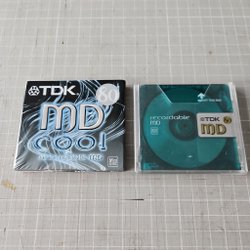 TDK
60
MD
cool
recordable
MD
TDK 60
MD